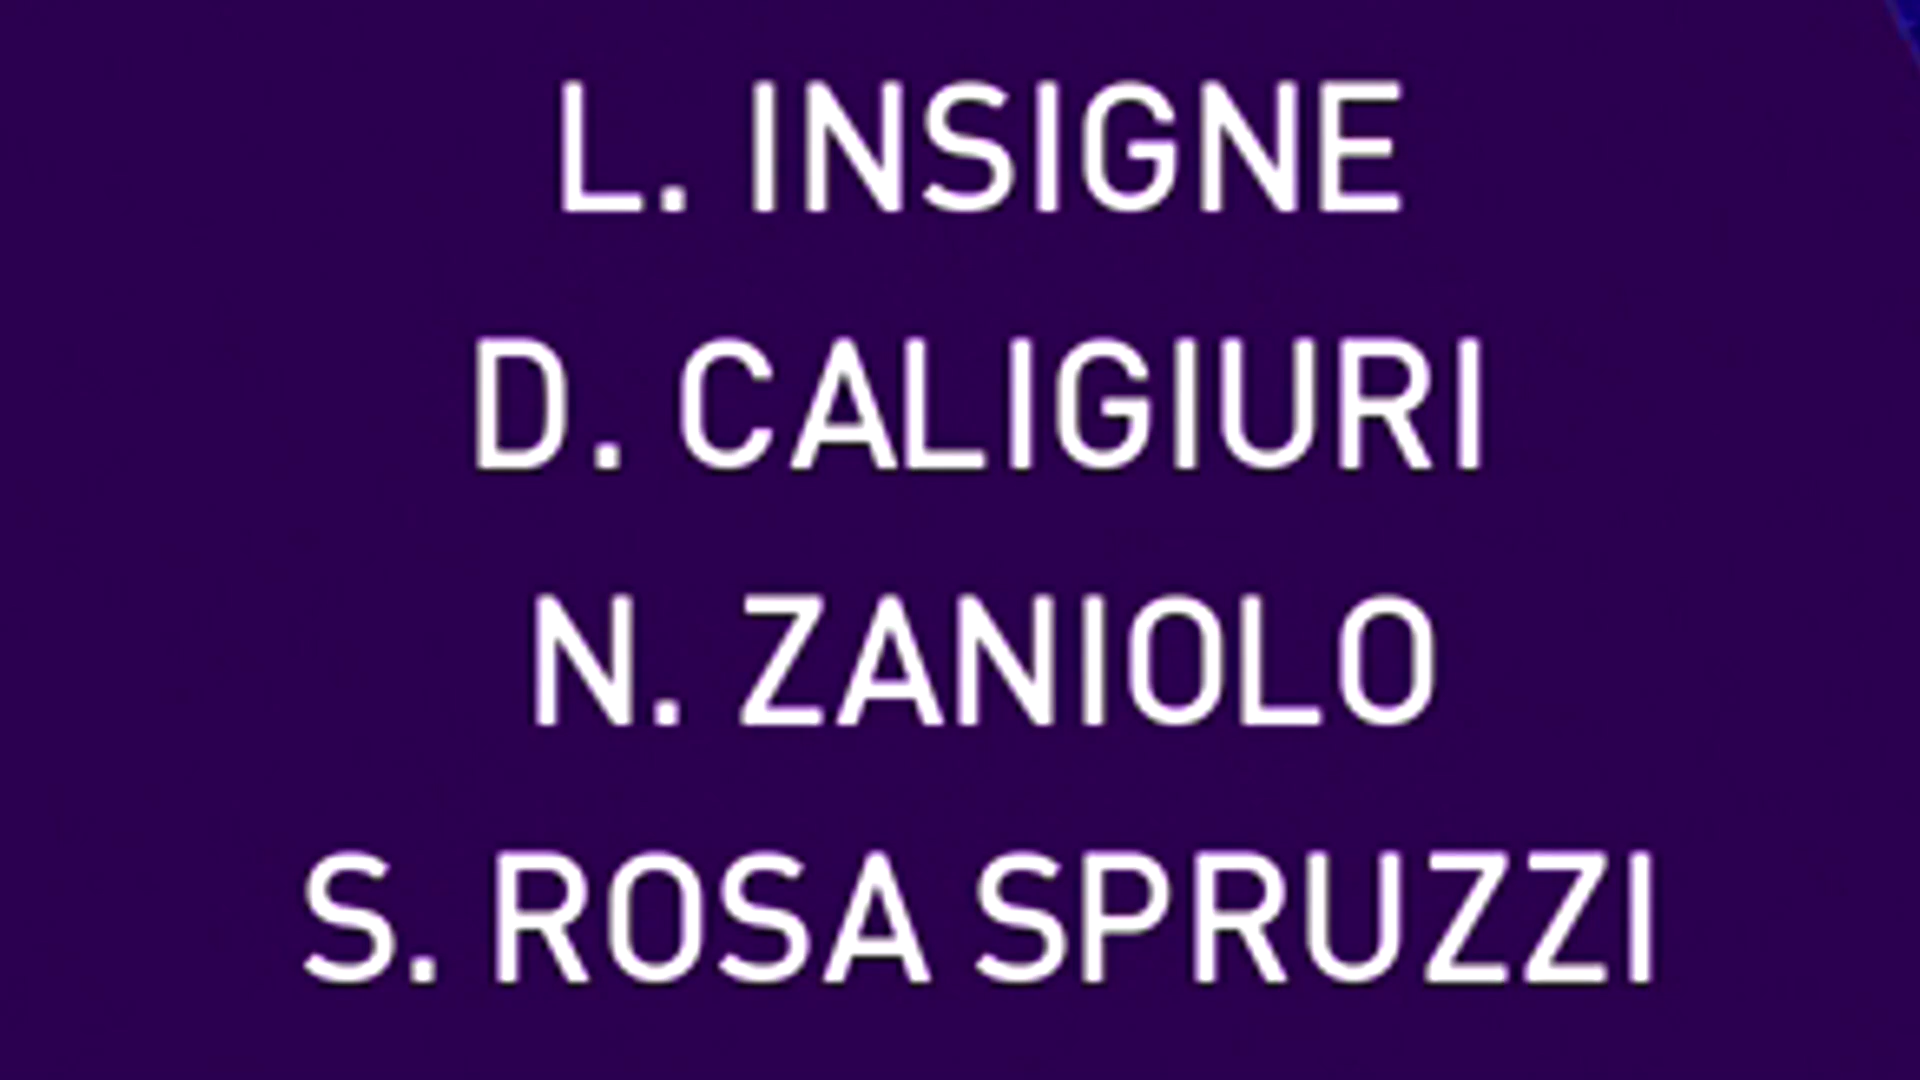 L. INSIGNE
D. CALIGIURI
N. ZANIOLO
S. ROSA SPRUZZI